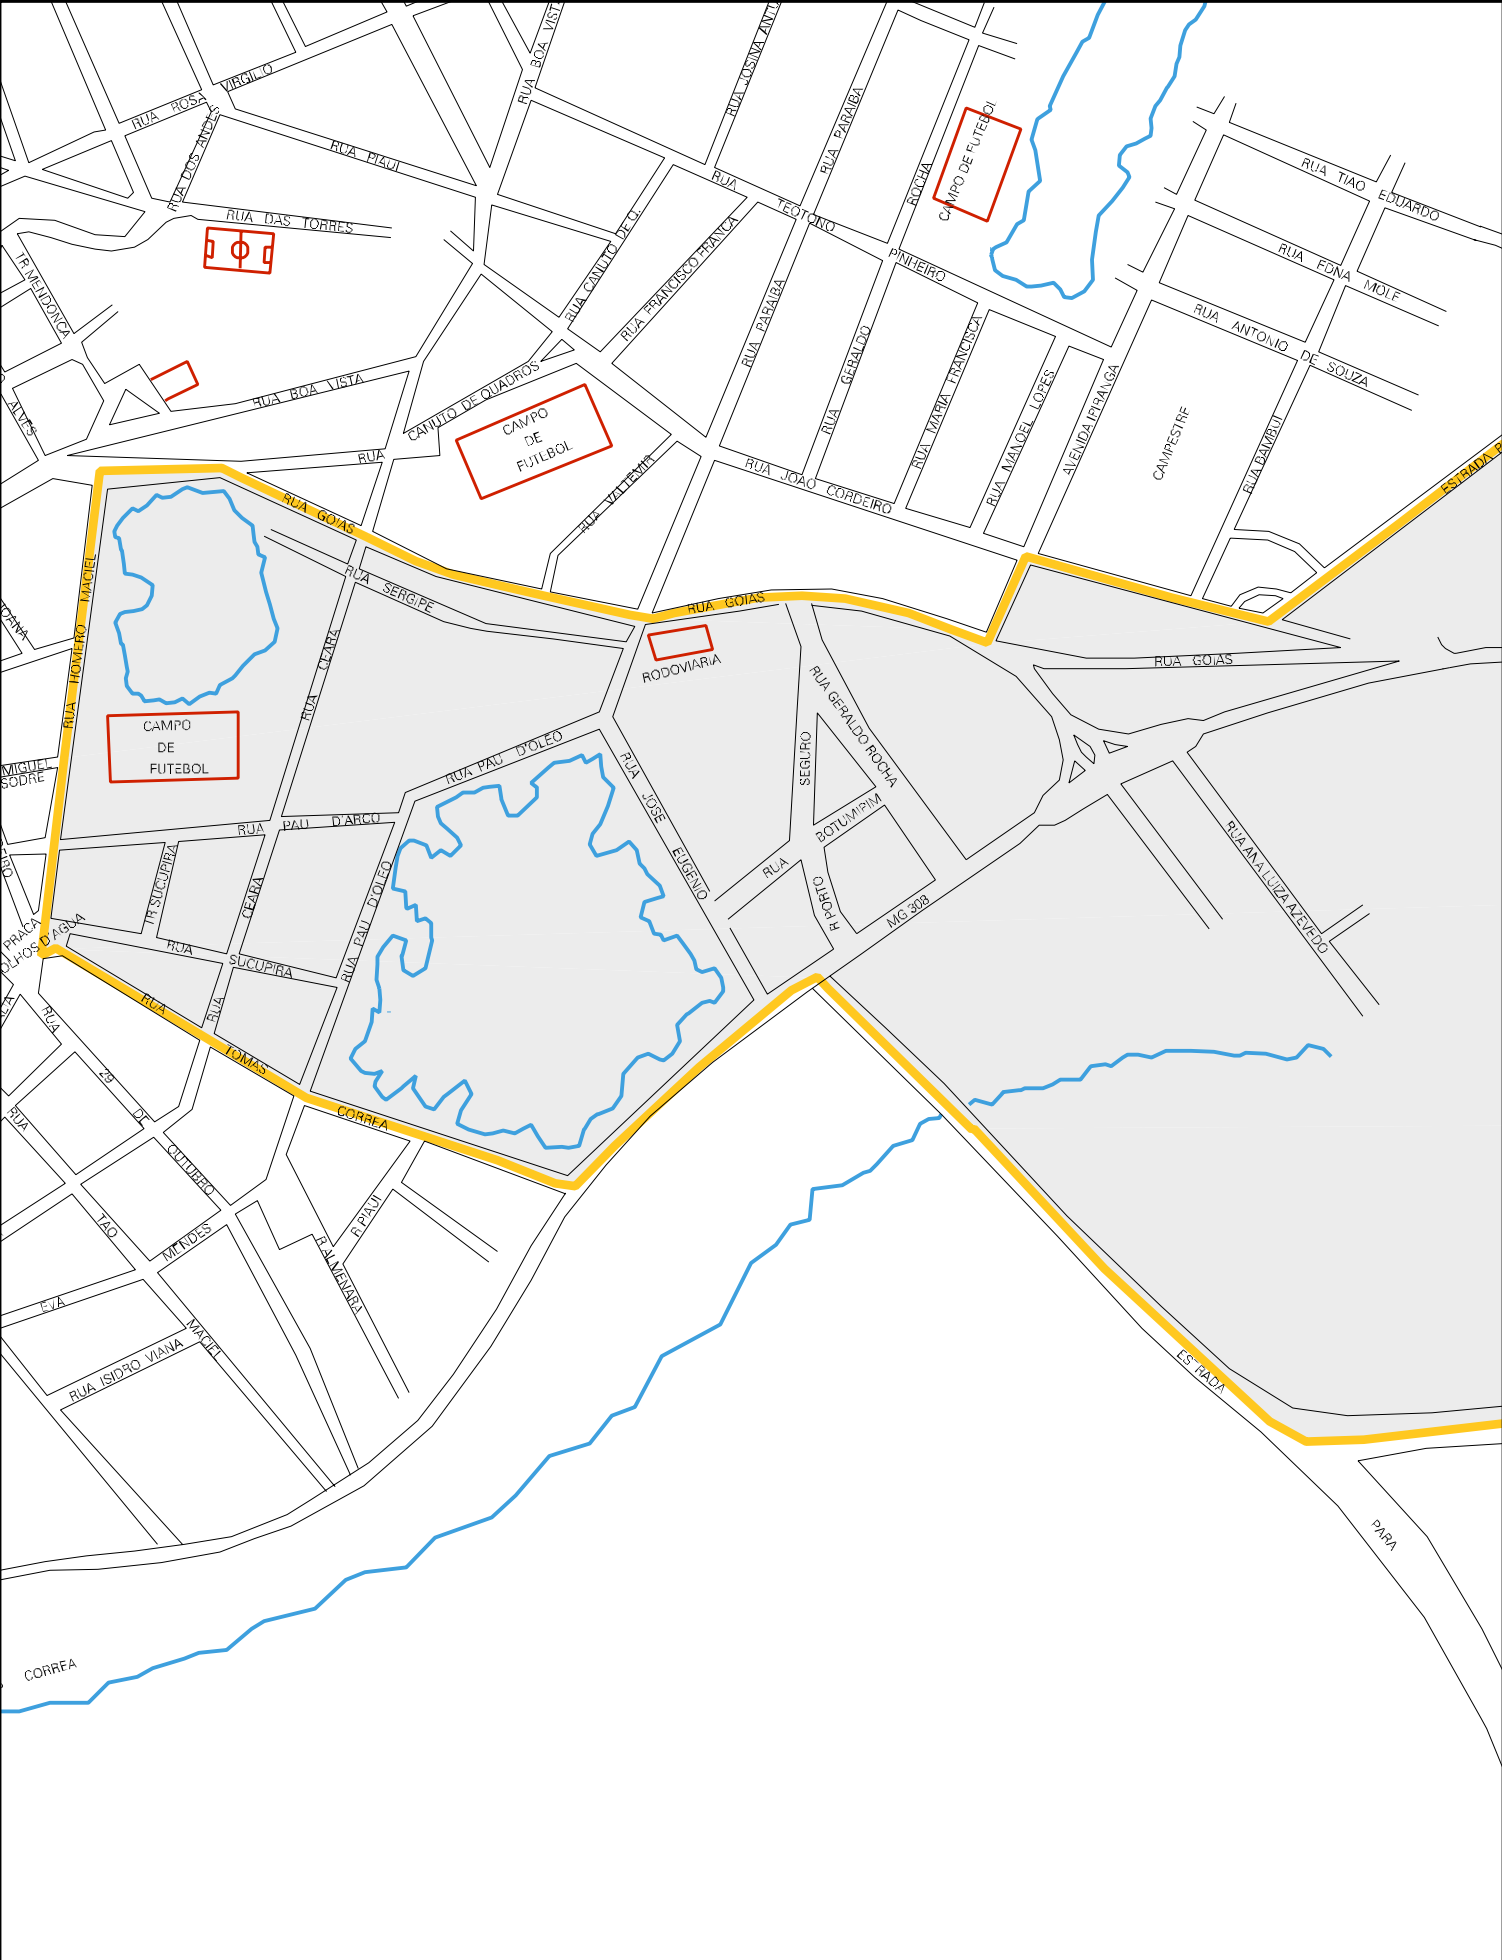 RUA BOA VISTA
RUA JOSINA ANTU
RUA ROSA VIRGILIO
RUA DOS ANDES
RUA PIAUI
RUA PARAIBA
ROCHA
CAMPO DE FUTEBOL
RUA TIAO EDUARDO
RUA DAS TORRES
RUA TEOTONO PINHEIRO
RUA CANUTO DE Q.
RUA FRANCISCO FRANCA
TR MENDONCA
RUA EDNA MOLE
RUA PARAIBA
RUA GERALDO
RUA MARIA FRANCISCA
RUA ANTONIO DE SOUZA
RUA BOA VISTA
CANUTO DE QUADROS
RUA MANOEL LOPES
AVENIDA IPIRANGA
CAMPESTRE
RUA BAMBUI
ALVES
CAMPO
DE
FUTEBOL
RUA
RUA VALTEMIR
RUA JOAO CORDEIRO
ESTRADA P
RUA GOIAS
RUA HOMERO MACIEL
RUA SERGIPE
RUA GOIAS
RODOVIARIA
RUA GOIAS
OANA
RUA CEARA
RUA GERALDO ROCHA
CAMPO
DE
FUTEBOL
MIGUEL
SODRE
RUA PAU D'OLEO
SEGURO
RUA JOSE EUGENIO
RUA BOTUMIRIM
RUA PAU D'ARCO
TR SUCUPIRA
CEARA
RUA PAU D'OLEO
R PORTO
MG 308
RUA ANA LUIZA AZEVEDO
EIRO
PRACA
OLHOS D'AGUA
RUA SUCUPIRA
RUA
RUA TOMAS CORREA
RUA 29 DE OUTUBRO
RUA TAO MACIEL
EVA MENDES
R PIAUI
R ALMENARA
RUA ISIDRO VIANA
ESTRADA
PARA
CORREA